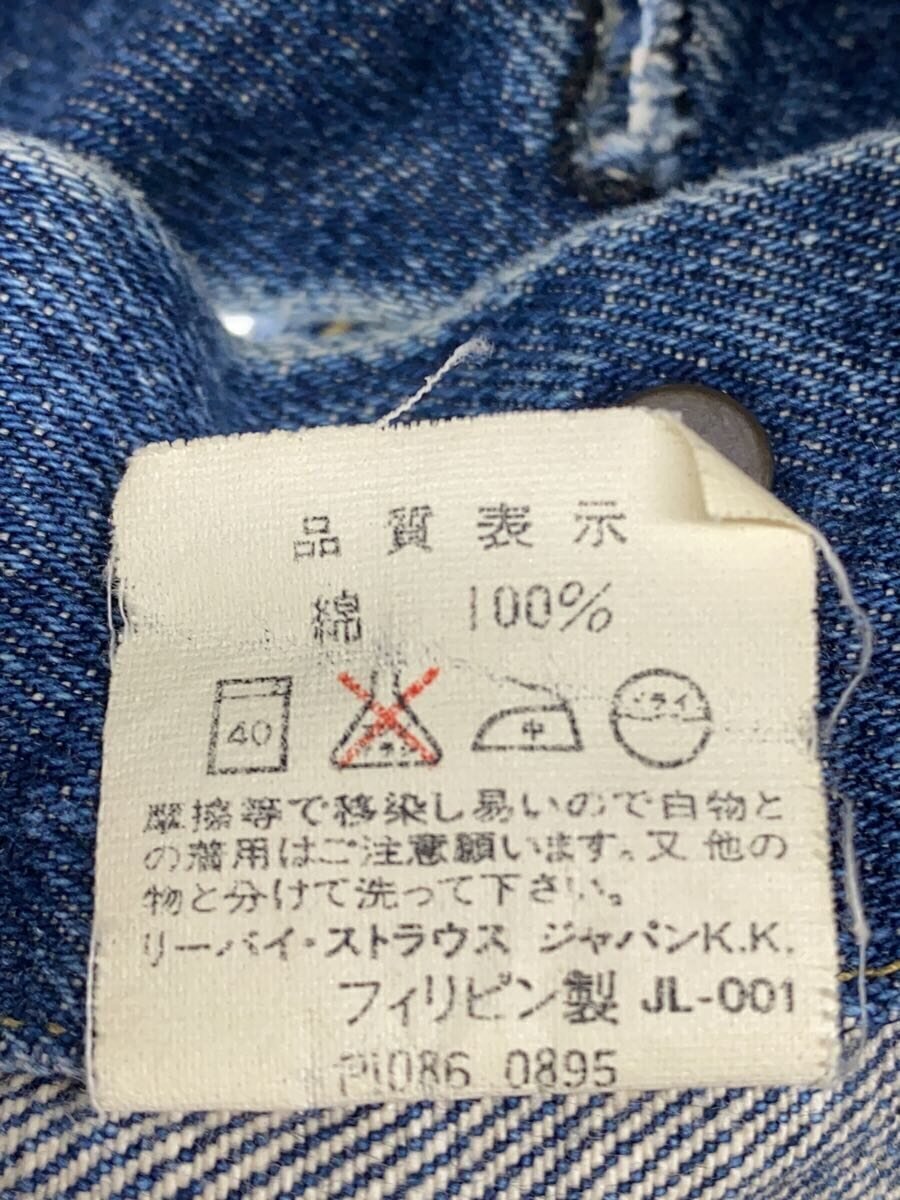 品質表示
綿 100%
40 中 ドライ
摩擦等で移染し易いので白物と
の着用はご注意願います。又他の
物と分けて洗って下さい。
リーバイ・ストラウス ジャパンK.K.
フィリピン製 JL-001
PI086 0895